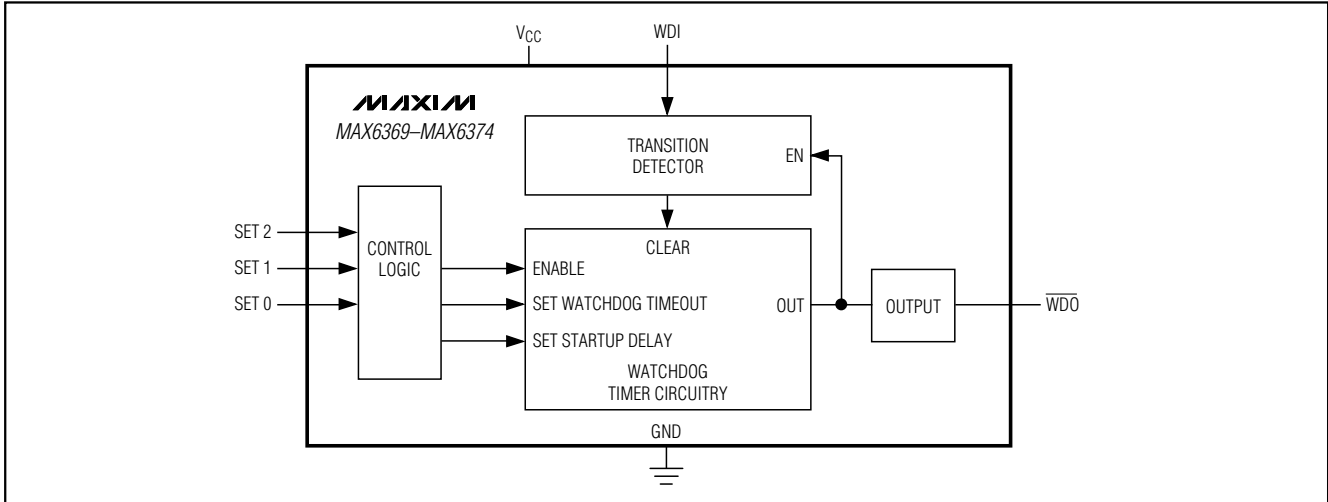 VCC
WDI
MAXIM
MAX6369–MAX6374
TRANSITION
DETECTOR
EN
SET 2
SET 1
SET 0
CONTROL
LOGIC
CLEAR
ENABLE
SET WATCHDOG TIMEOUT
SET STARTUP DELAY
OUT
WATCHDOG
TIMER CIRCUITRY
OUTPUT
W̅D̅O̅
GND